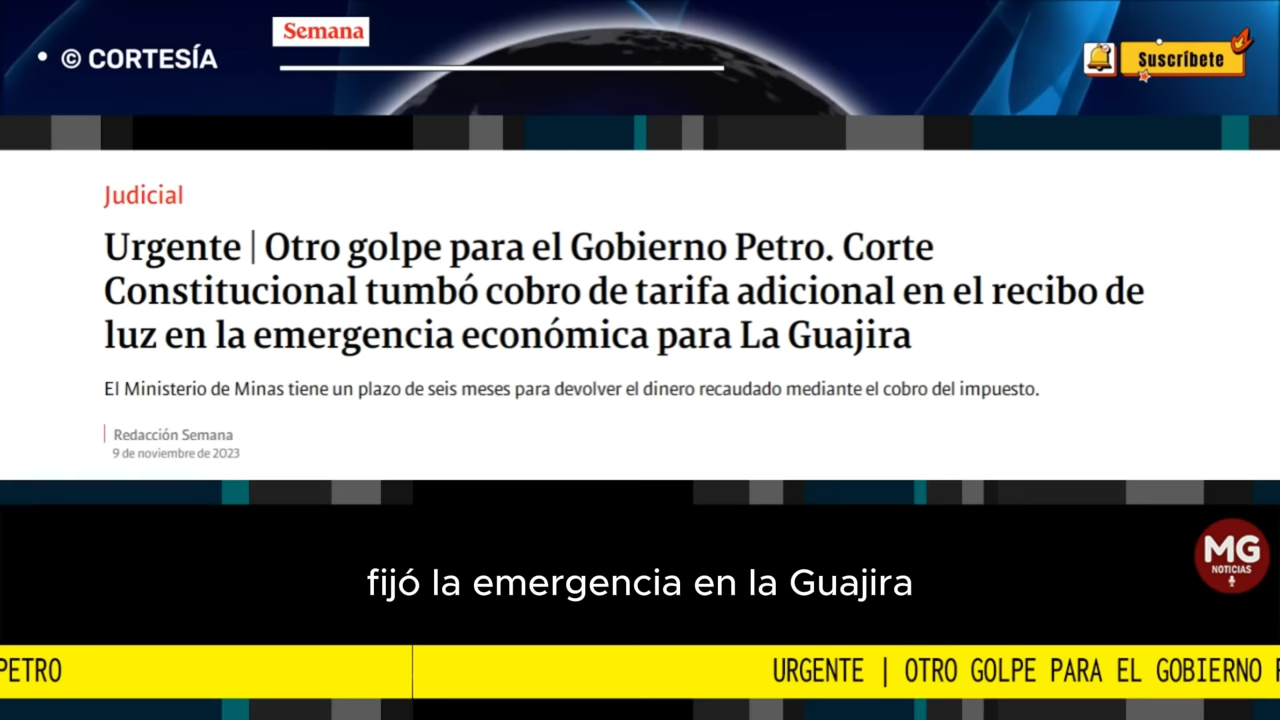 • © CORTESÍA
Semana
Suscríbete
Judicial
Urgente | Otro golpe para el Gobierno Petro. Corte
Constitucional tumbó cobro de tarifa adicional en el recibo de
luz en la emergencia económica para La Guajira
El Ministerio de Minas tiene un plazo de seis meses para devolver el dinero recaudado mediante el cobro del impuesto.
Redacción Semana
9 de noviembre de 2023
MG
NOTICIAS
fijó la emergencia en la Guajira
PETRO
URGENTE | OTRO GOLPE PARA EL GOBIERNO